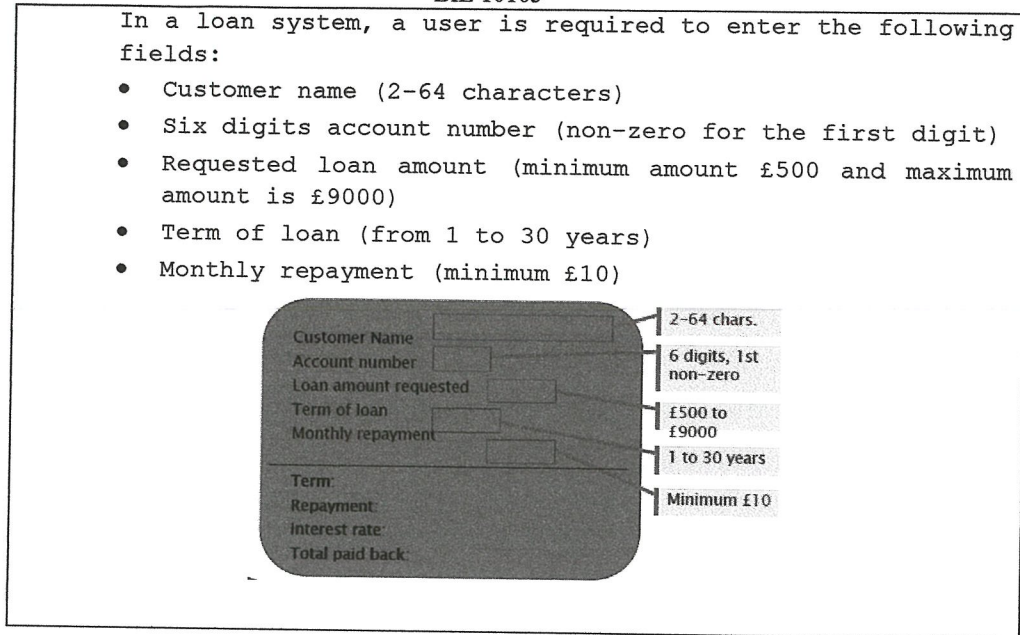 In a loan system, a user is required to enter the following
fields:
• Customer name (2-64 characters)
• Six digits account number (non-zero for the first digit)
• Requested loan amount (minimum amount £500 and maximum
amount is £9000)
• Term of loan (from 1 to 30 years)
• Monthly repayment (minimum £10)
Customer Name
2-64 chars.
Account number
6 digits, 1st
non-zero
Loan amount requested
£500 to
£9000
Term of loan
1 to 30 years
Monthly repayment
Minimum £10
Term:
Repayment:
Interest rate:
Total paid back: